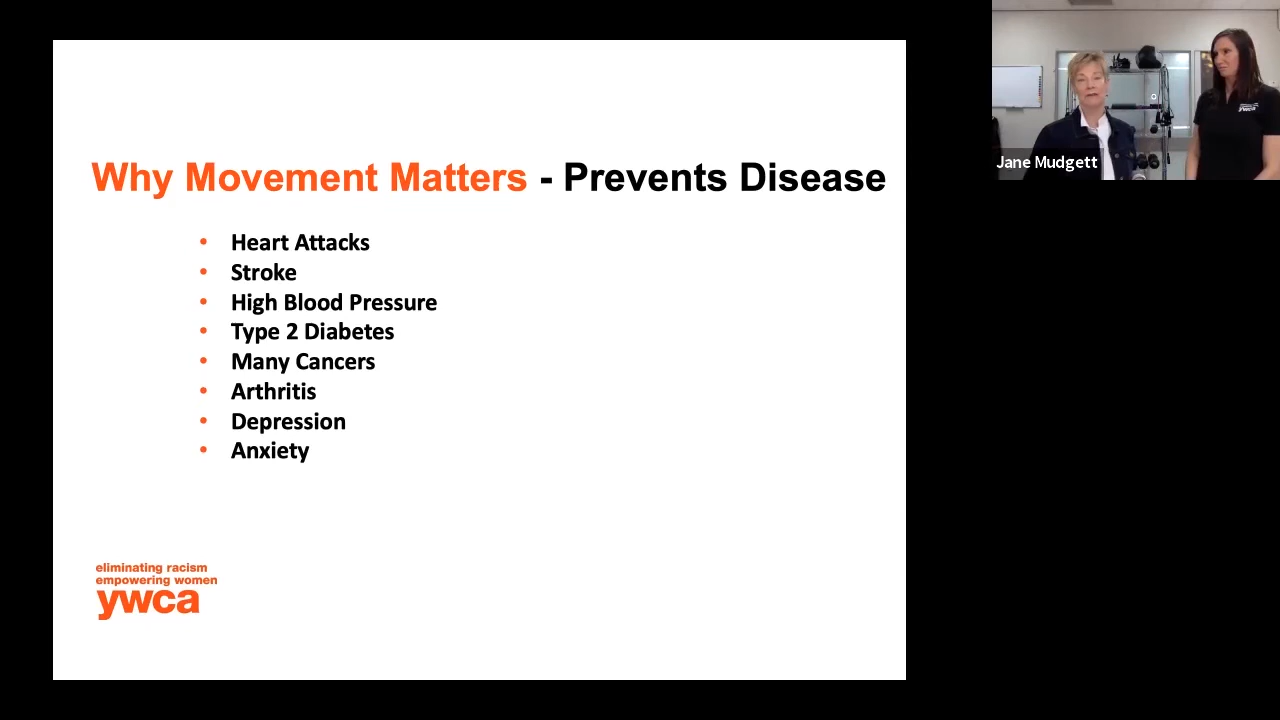 Why Movement Matters - Prevents Disease
• Heart Attacks
• Stroke
• High Blood Pressure
• Type 2 Diabetes
• Many Cancers
• Arthritis
• Depression
• Anxiety
eliminating racism
empowering women
ywca
Jane Mudgett
ywca